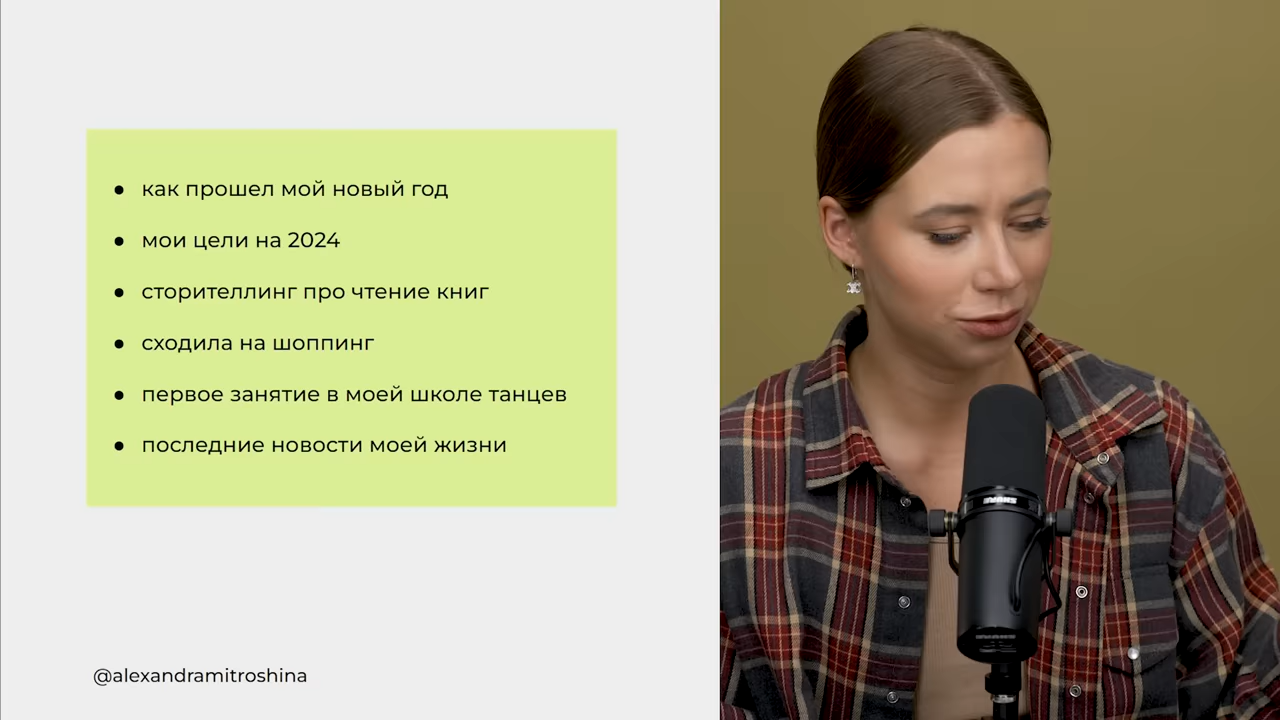 как прошел мой новый год
мои цели на 2024
сторителлинг про чтение книг
сходила на шоппинг
первое занятие в моей школе танцев
последние новости моей жизни
@alexandramitroshina